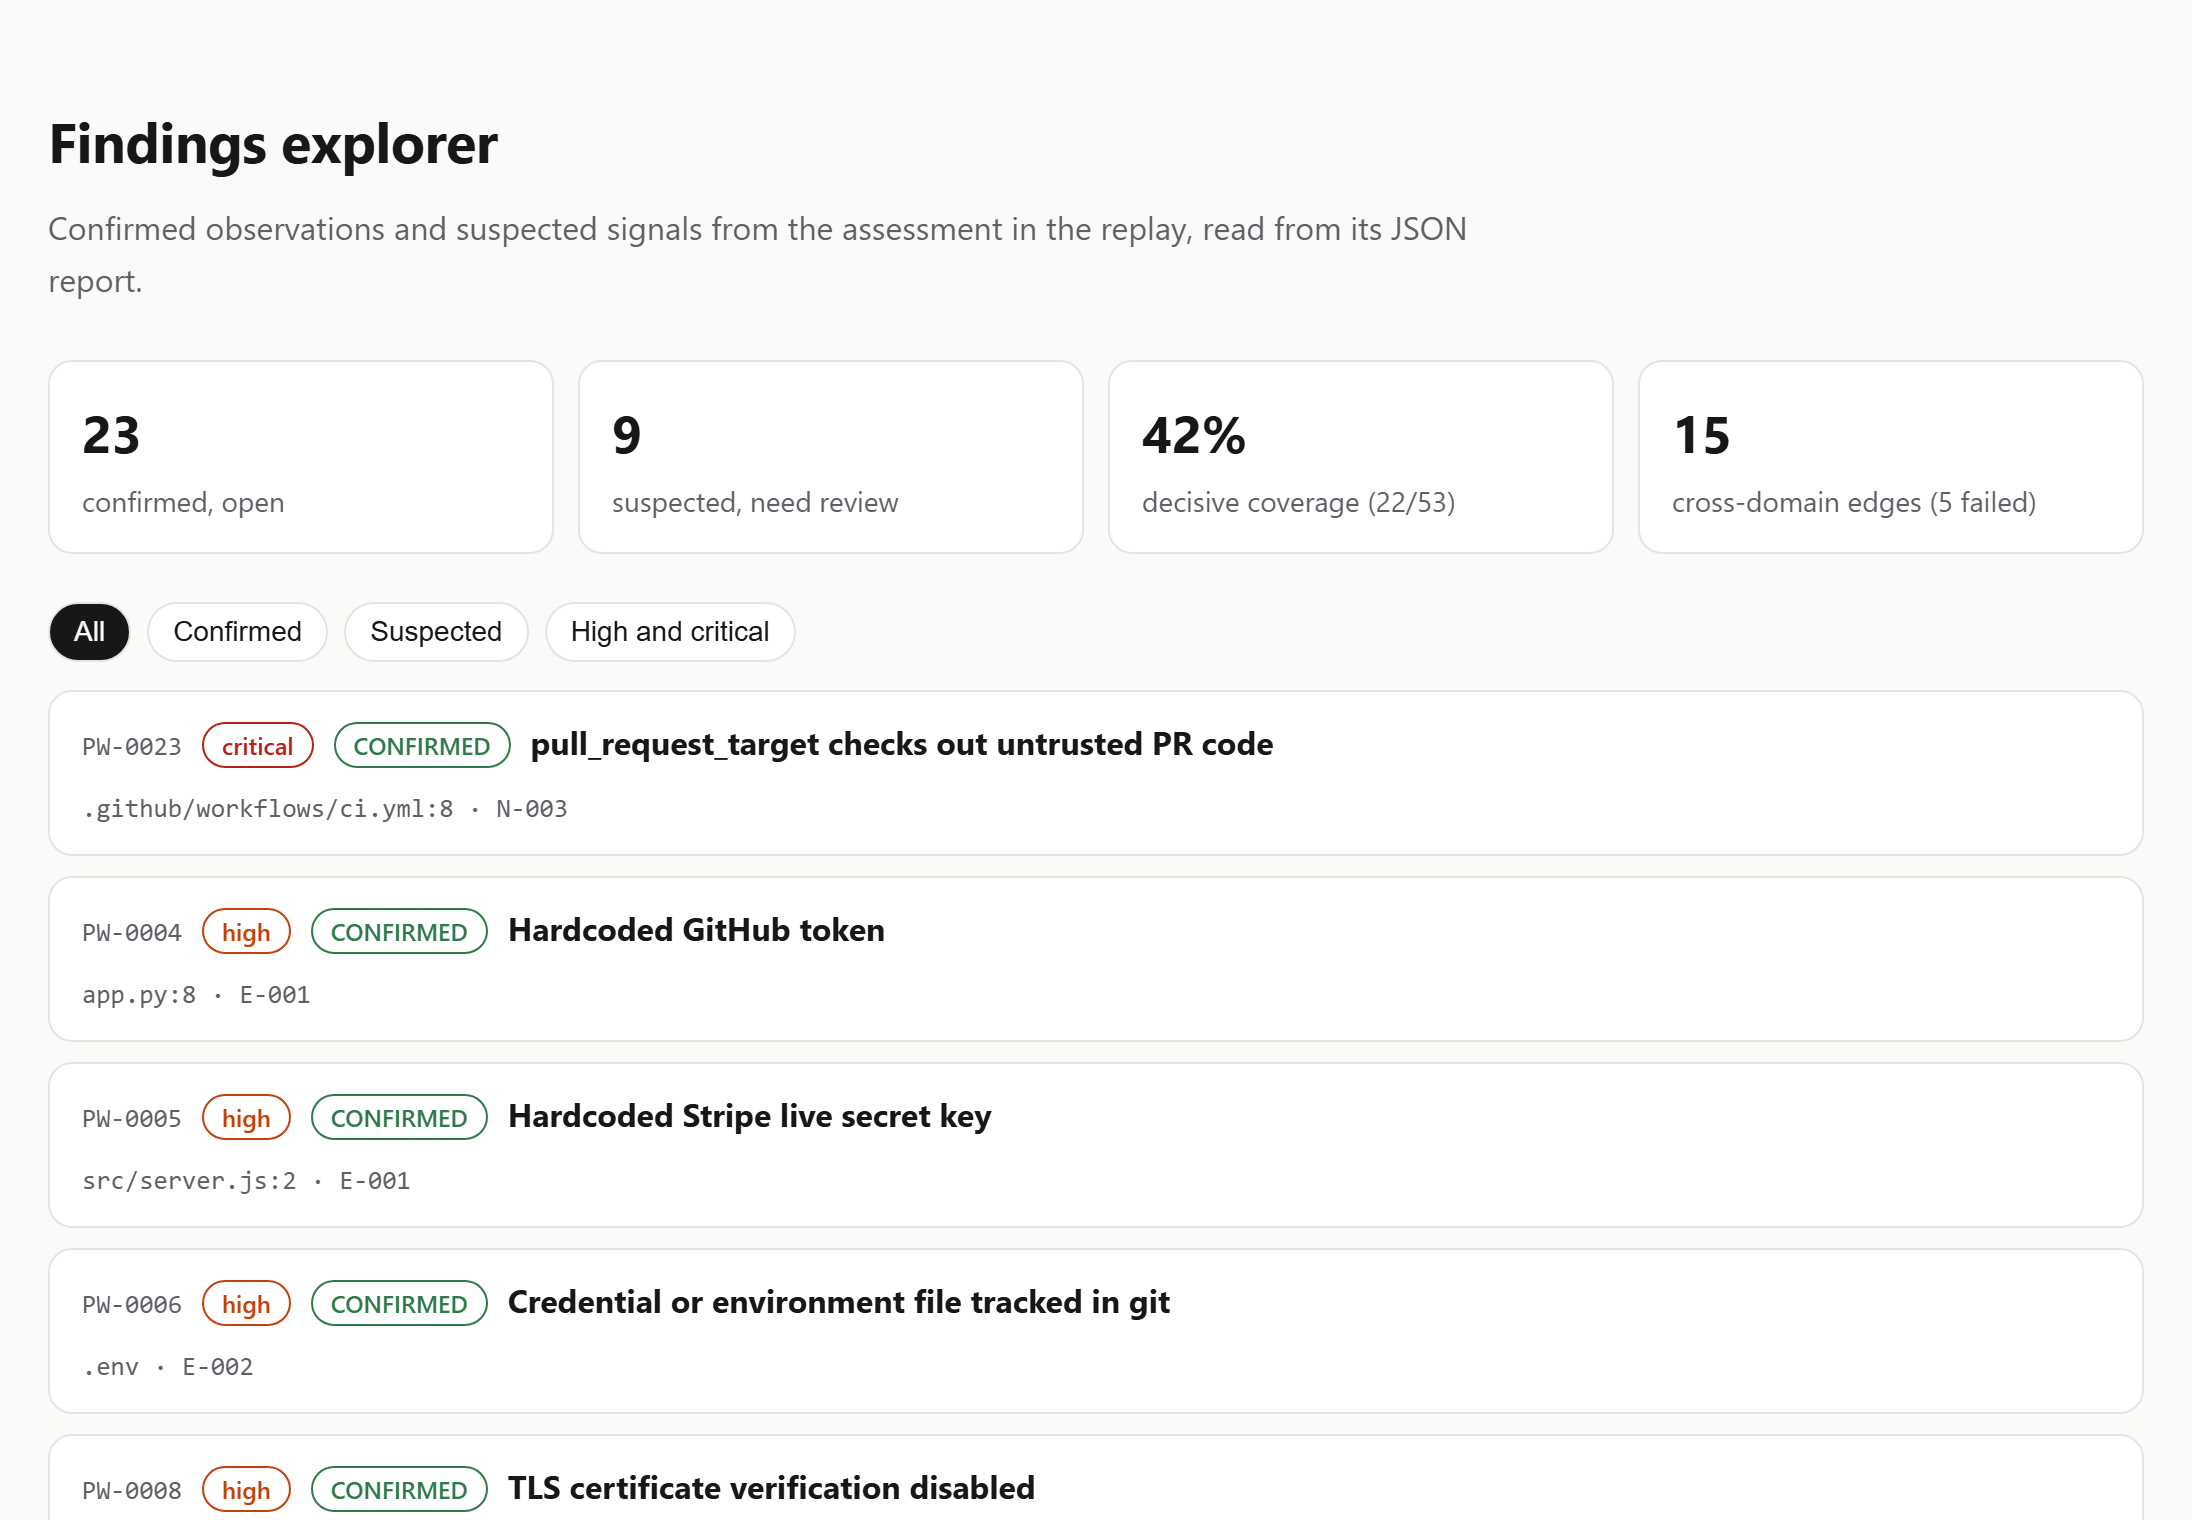 Findings explorer
Confirmed observations and suspected signals from the assessment in the replay, read from its JSON
report.
23
confirmed, open
9
suspected, need review
42%
decisive coverage (22/53)
15
cross-domain edges (5 failed)
All
Confirmed
Suspected
High and critical
PW-0023 critical CONFIRMED pull_request_target checks out untrusted PR code
.github/workflows/ci.yml:8 · N-003
PW-0004 high CONFIRMED Hardcoded GitHub token
app.py:8 · E-001
PW-0005 high CONFIRMED Hardcoded Stripe live secret key
src/server.js:2 · E-001
PW-0006 high CONFIRMED Credential or environment file tracked in git
.env · E-002
PW-0008 high CONFIRMED TLS certificate verification disabled